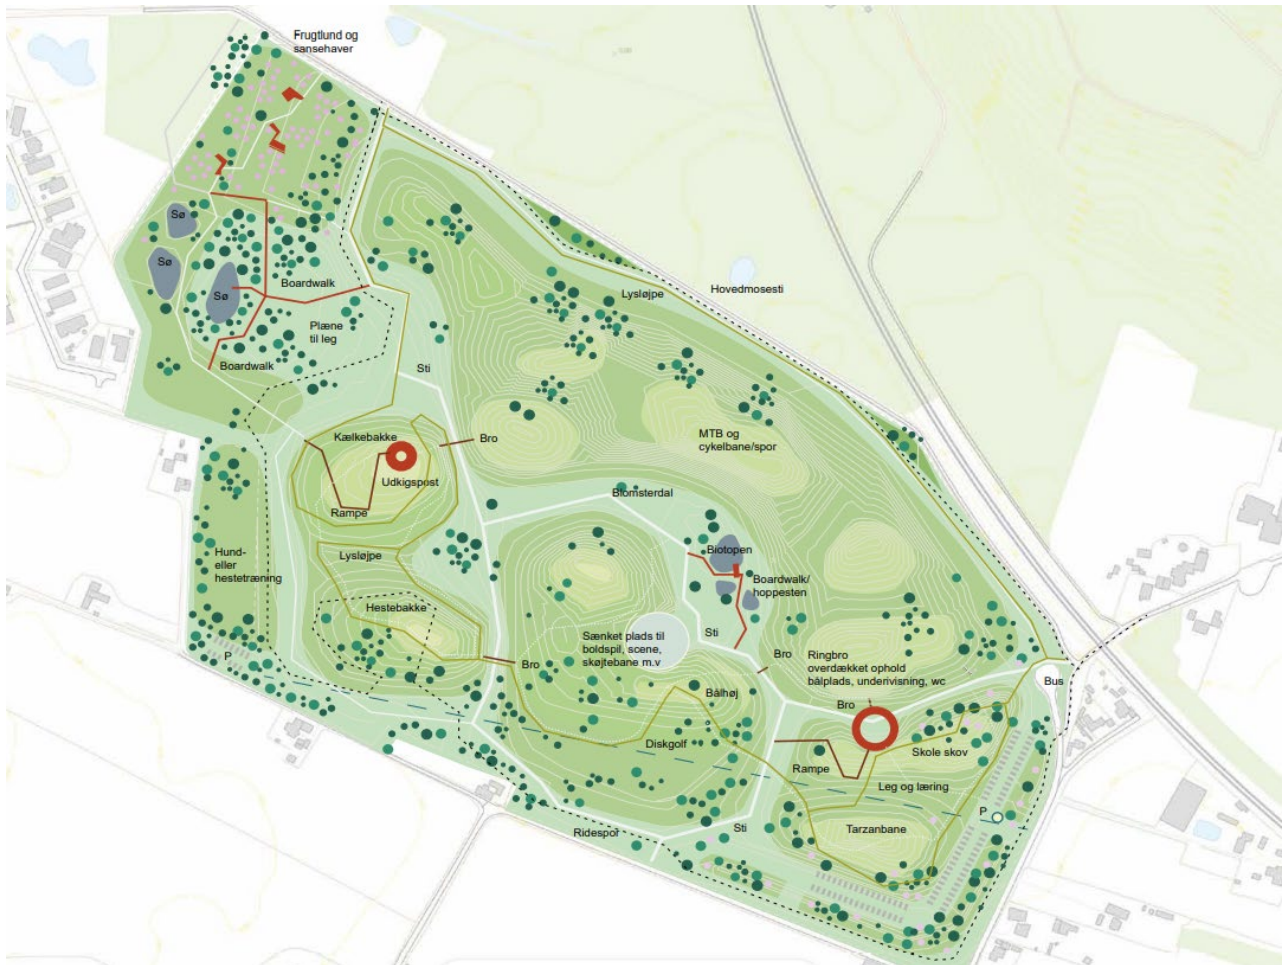 Frugtlund og
sansehaver
Sø
Sø
Sø
Boardwalk
Plæne
til leg
Boardwalk
Lysløjpe
Hovedmosesti
Sti
Kælkebakke
Bro
Udkigspost
Rampe
MTB og
cykelbane/spor
Blomsterdal
Lysløjpe
Hund-
eller
hestetræning
Biotopen
Boardwalk/
hoppesten
Hestebakke
Sænket plads til
boldspil, scene,
skøjtebane m.v
Sti
Bro
Bro
Ringbro
overdækket ophold
bålplads, underivisning, wc
P
Bålhøj
Bus
Bro
Diskgolf
Skole skov
Rampe
Leg og læring
P
Ridespor
Sti
Tarzanbane